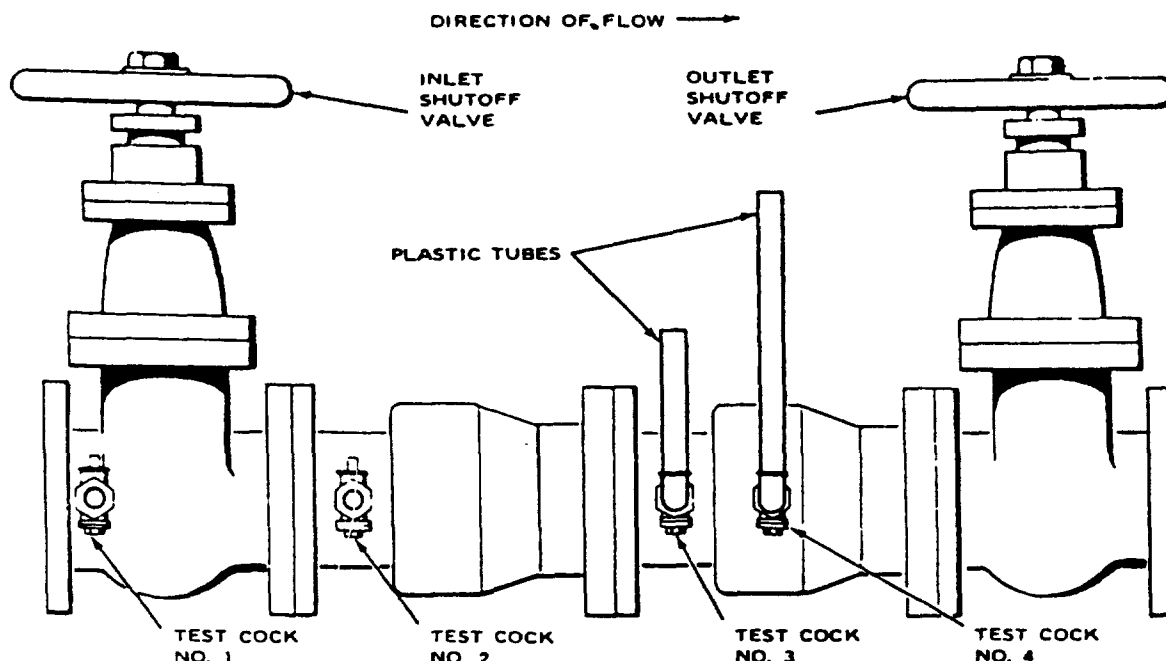 DIRECTION OF FLOW
INLET
SHUTOFF
VALVE
OUTLET
SHUTOFF
VALVE
PLASTIC TUBES
TEST COCK
NO. 1
TEST COCK
NO. 2
TEST COCK
NO. 3
TEST COCK
NO. 4